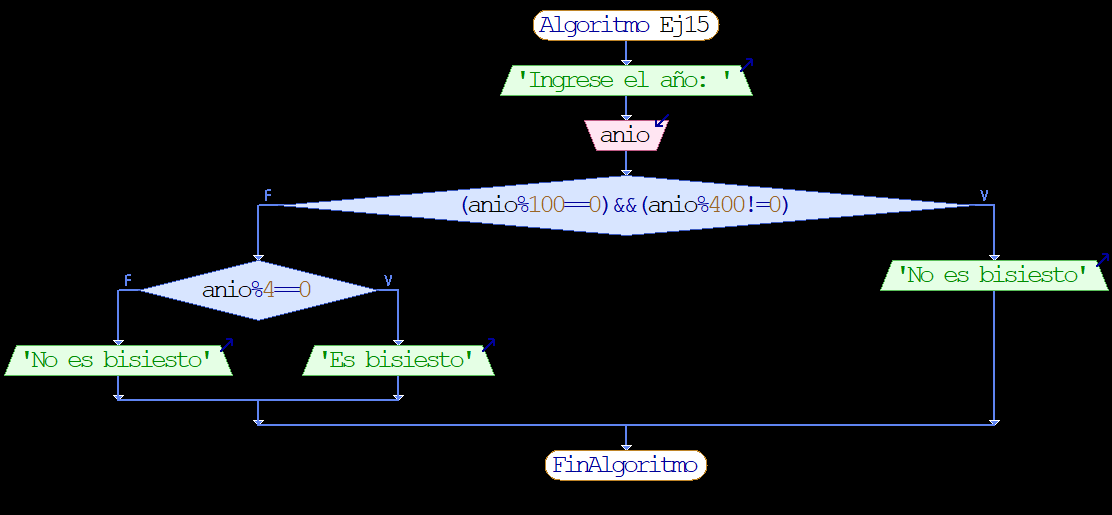 Algoritmo Ej15
'Ingrese el año: '
anio
F
V
(anio%100==0)&&(anio%400!=0)
F
V
anio%4==0
'No es bisiesto'
'No es bisiesto'
'Es bisiesto'
FinAlgoritmo